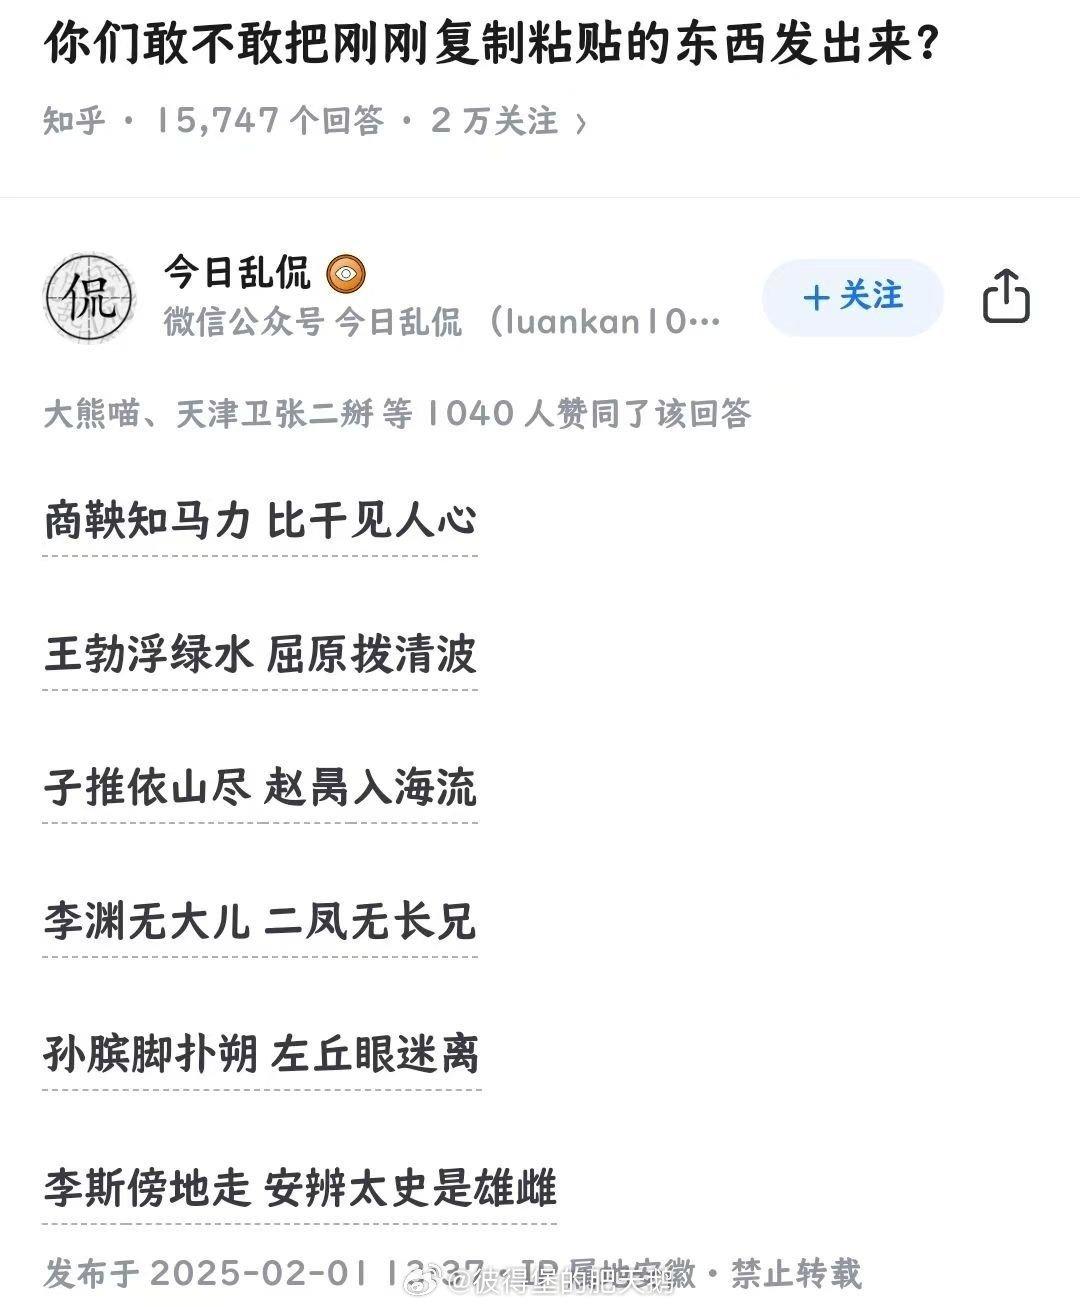 你们敢不敢把刚刚复制粘贴的东西发出来？
知乎 · 15,747 个回答 · 2 万关注 >
侃
今日乱侃
+ 关注
微信公众号 今日乱侃 （luankan10…
大熊喵、天津卫张二掰 等 1040 人赞同了该回答
商鞅知马力 比干见人心
王勃浮绿水 屈原拨清波
子推依山尽 赵昺入海流
李渊无大儿 二凤无长兄
孙膑脚扑朔 左丘眼迷离
李斯傍地走 安辨太史是雄雌
发布于 2025-02-01 · IP 属地安徽 · 禁止转载
@彼得堡的肥天鹅